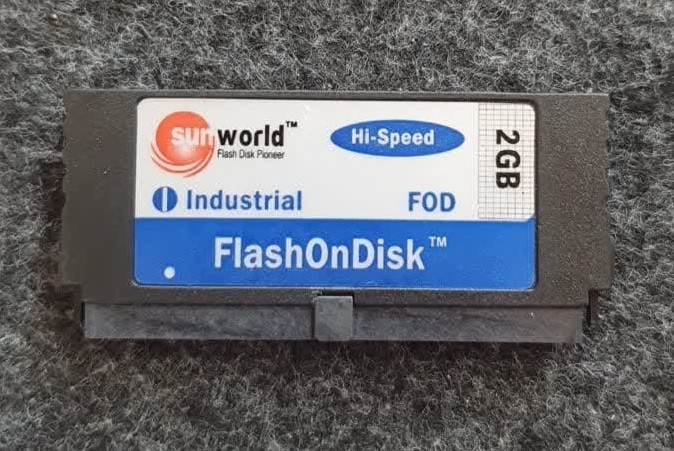 sunworld™
Flash Disk Pioneer
Hi-Speed
2GB
Industrial
FOD
FlashOnDisk™